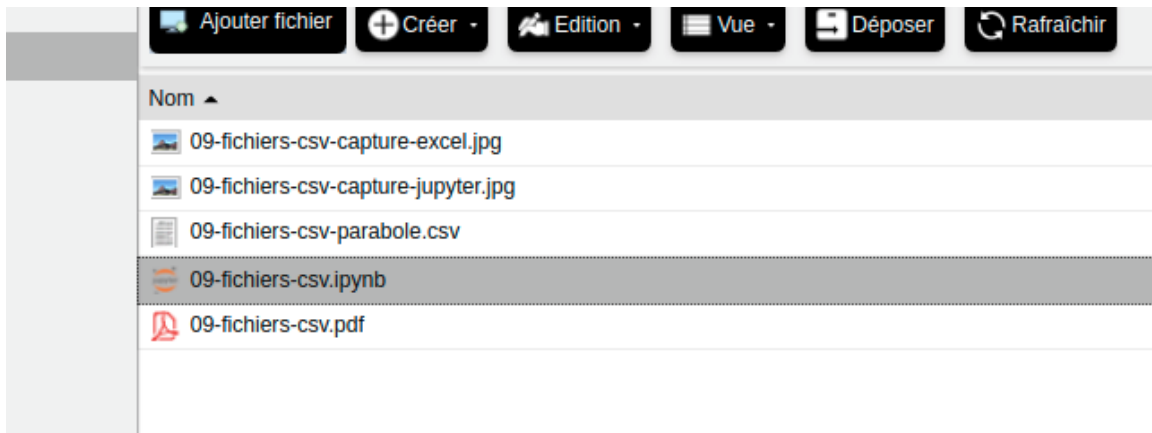 Ajouter fichier Créer Edition Vue Déposer Rafraîchir
Nom
09-fichiers-csv-capture-excel.jpg
09-fichiers-csv-capture-jupyter.jpg
09-fichiers-csv-parabole.csv
09-fichiers-csv.ipynb
09-fichiers-csv.pdf